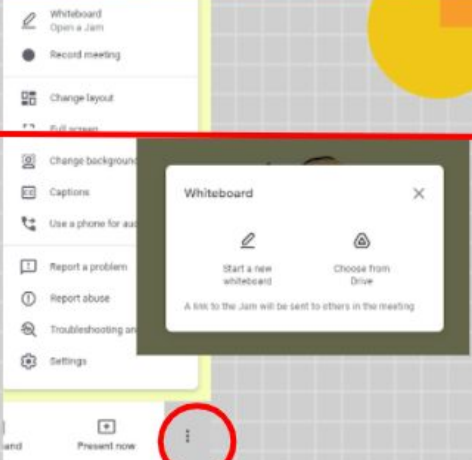 Whiteboard
Open a Jam
Record meeting
Change layout
Full screen
Change background
Captions
Use a phone for au
Report a problem
Report abuse
Troubleshooting an
Settings
Whiteboard
Start a new
whiteboard
Choose from
Drive
A link to the Jam will be sent to others in the meeting
and
Present now